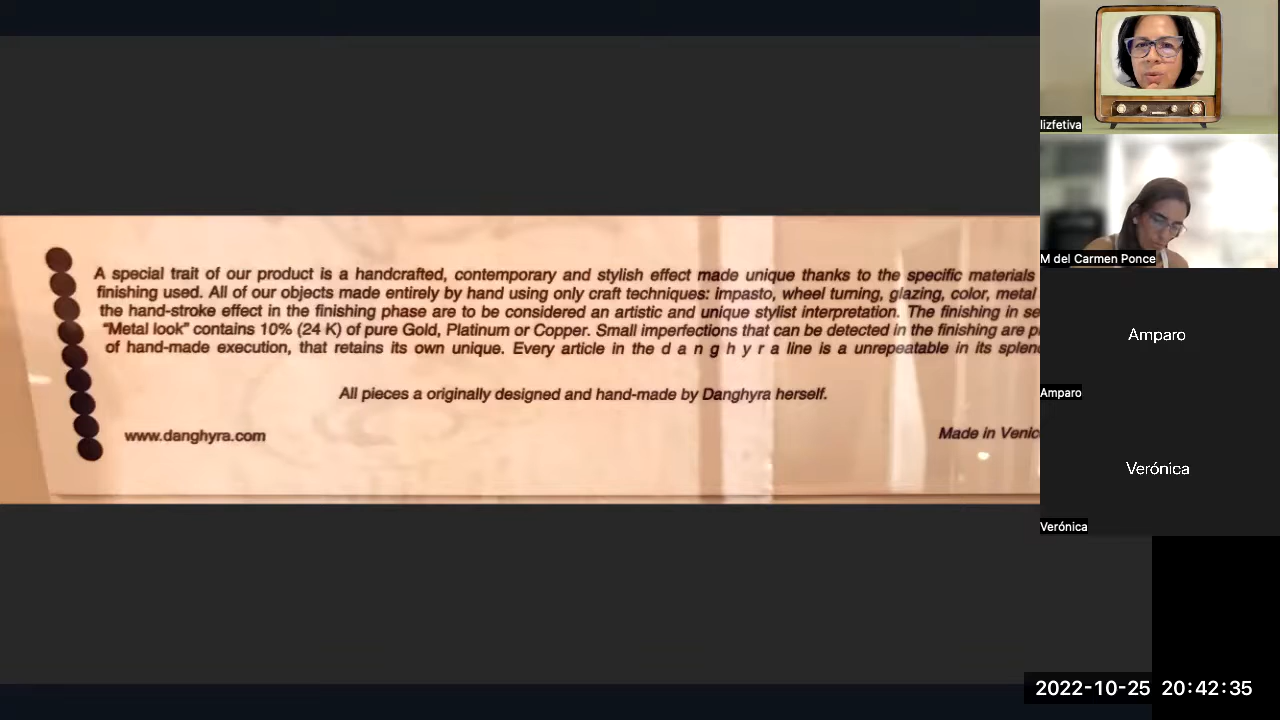 A special trait of our product is a handcrafted, contemporary and stylish effect made unique thanks to the specific materials
finishing used. All of our objects made entirely by hand using only craft techniques: impasto, wheel turning, glazing, color, metal
the hand-stroke effect in the finishing phase are to be considered an artistic and unique stylist interpretation. The finishing in
“Metal look” contains 10% (24 K) of pure Gold, Platinum or Copper. Small imperfections that can be detected in the finishing are
of hand-made execution, that retains its own unique. Every article in the d a n g h y r a line is a unrepeatable in its
All pieces a originally designed and hand-made by Danghyra herself.
www.danghyra.com
Made in
lizfetiva
M del Carmen Ponce
Amparo
Amparo
Verónica
Verónica
2022-10-25 20:42:35